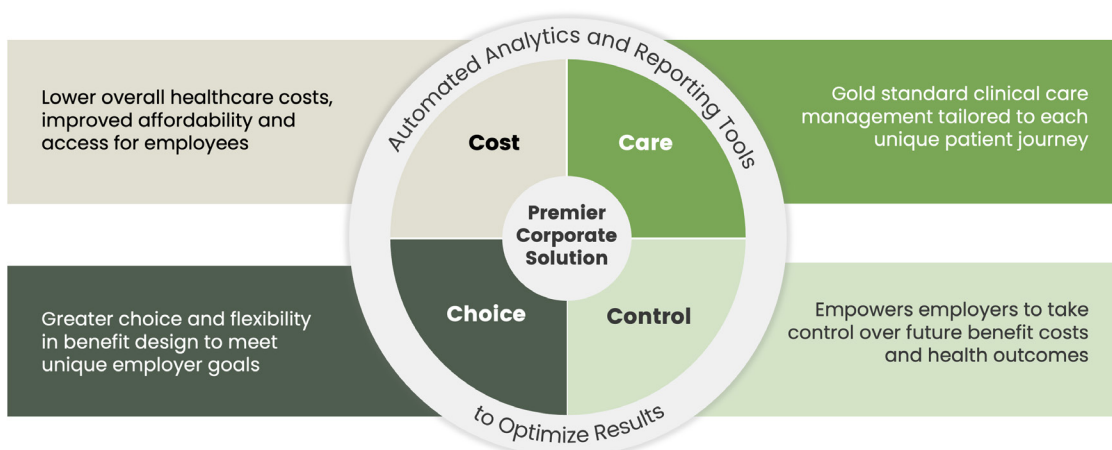 Automated Analytics and Reporting Tools
Lower overall healthcare costs,
improved affordability and
access for employees
Cost
Care
Gold standard clinical care
management tailored to each
unique patient journey
Premier
Corporate
Solution
Greater choice and flexibility
in benefit design to meet
unique employer goals
Choice
Control
Empowers employers to take
control over future benefit costs
and health outcomes
to Optimize Results